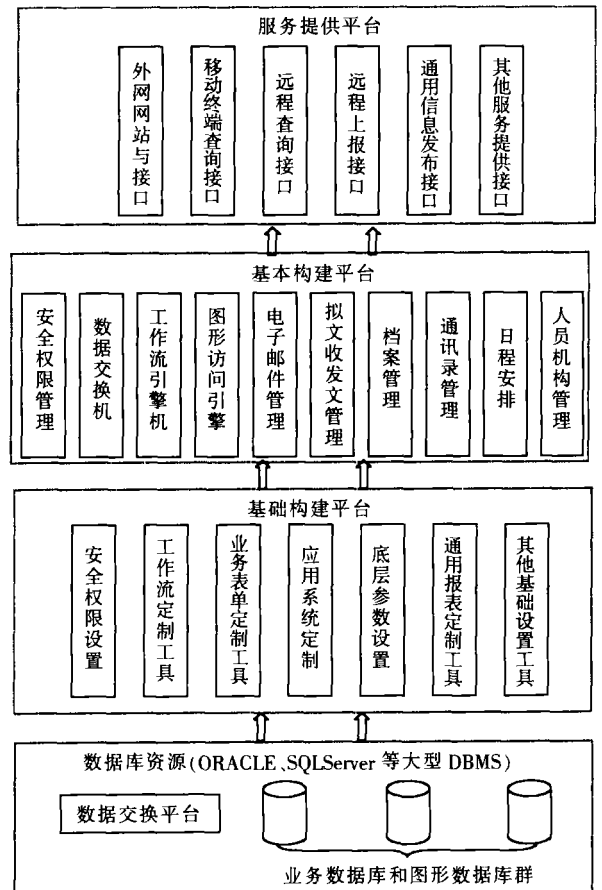 服务提供平台
外网网站与接口
移动终端查询接口
远程查询接口
远程上报接口
通用信息发布接口
其他服务提供接口
基本构建平台
安全权限管理
数据交换机
工作流引擎机
图形访问引擎
电子邮件管理
拟文收发文管理
档案管理
通讯录管理
日程安排
人员机构管理
基础构建平台
安全权限设置
工作流定制工具
业务表单定制工具
应用系统定制
底层参数设置
通用报表定制工具
其他基础设置工具
数据库资源(ORACLE、SQLServer 等大型 DBMS)
数据交换平台
业务数据库和图形数据库群